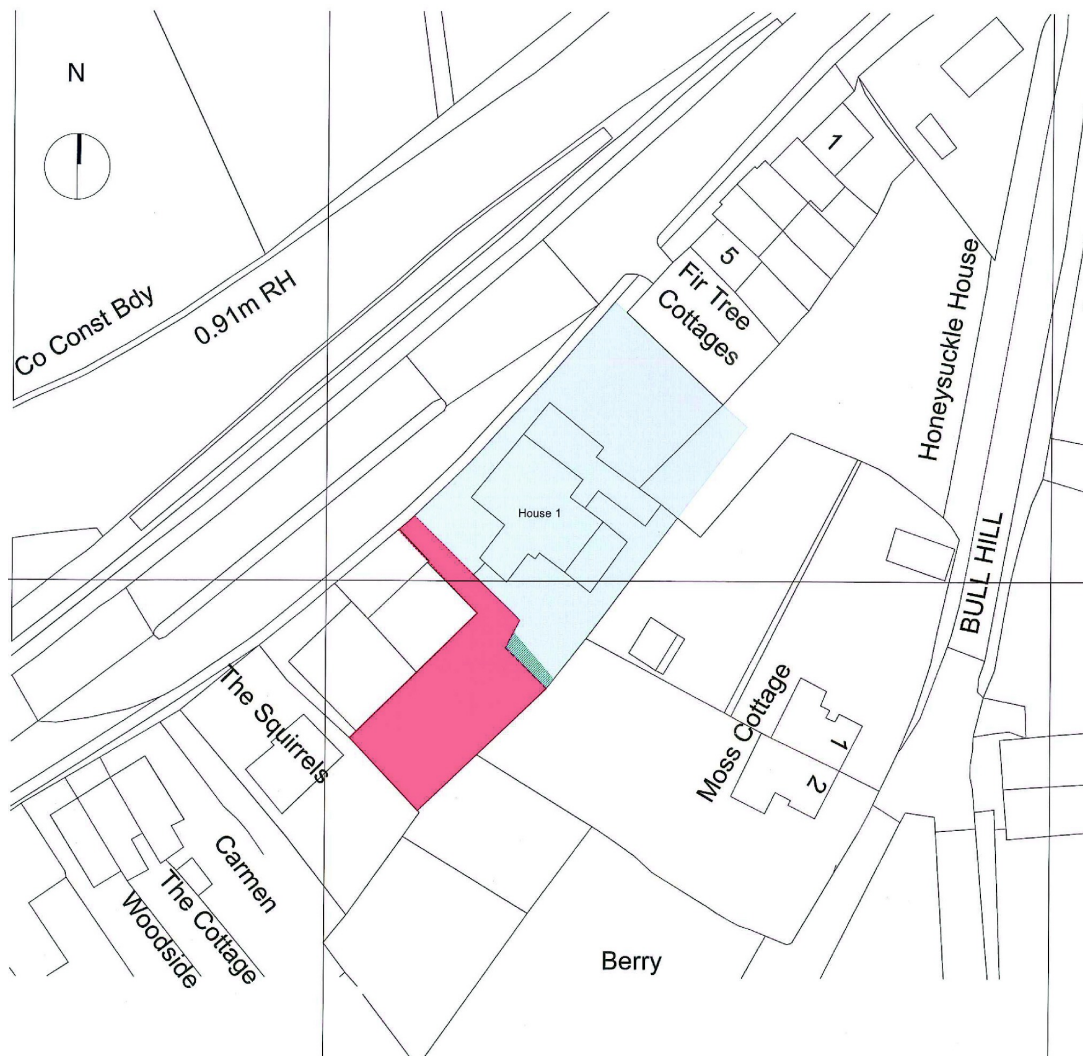 N
Co Const Bdy
0.91m RH
1
5
Fir Tree
Cottages
Honeysuckle House
House 1
BULL HILL
The Squirrels
Moss Cottage
1
2
Carmen
The Cottage
Woodside
Berry